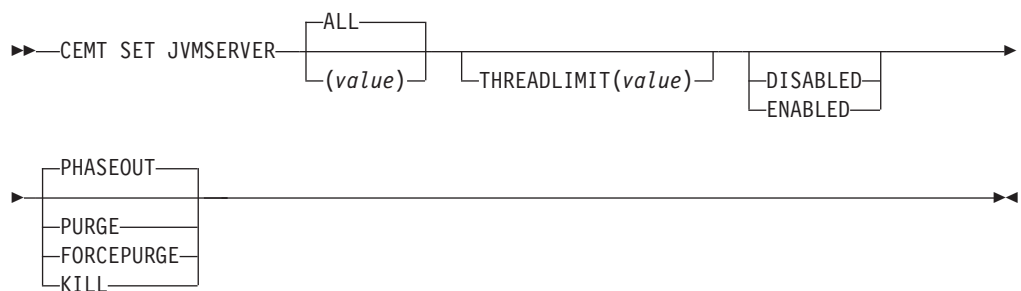 ALL
CEMT SET JVMSERVER
(value)
THREADLIMIT(value)
DISABLED
ENABLED
PHASEOUT
PURGE
FORCEPURGE
KILL